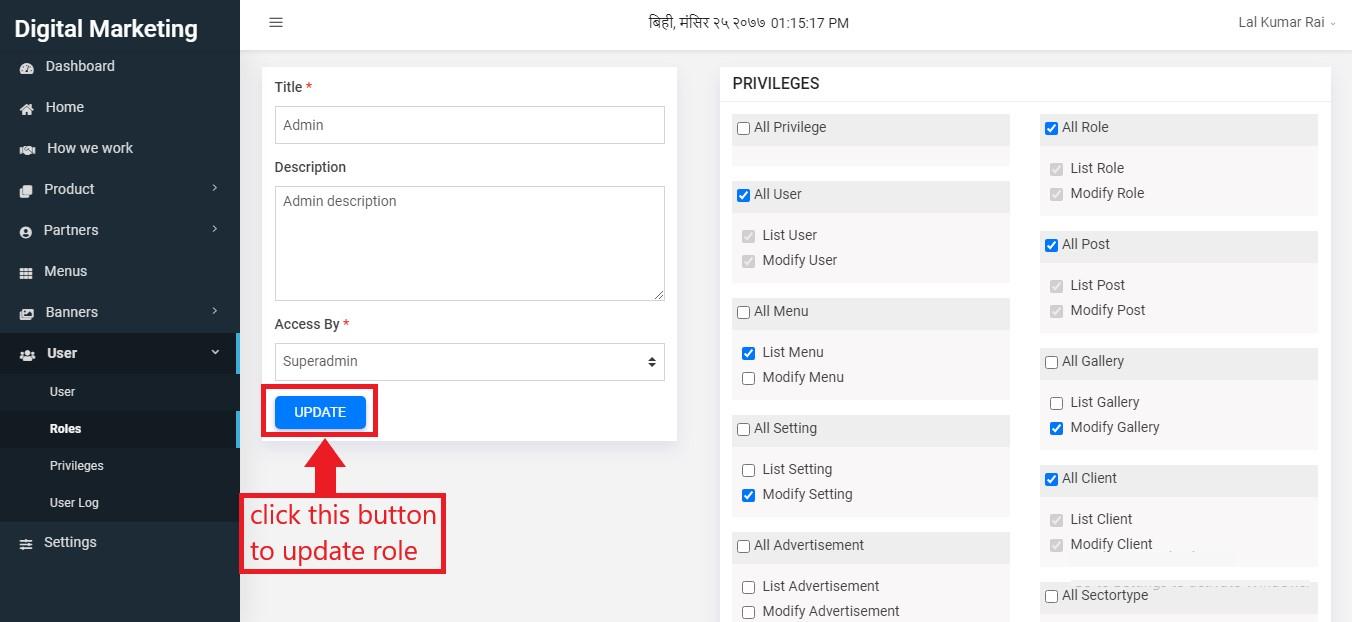 Digital Marketing
बिही, मंसिर २५ २०७७ 01:15:17 PM
Lal Kumar Rai
Dashboard
Home
How we work
Product
Partners
Menus
Banners
User
User
Roles
Privileges
User Log
Settings
Title *
Admin
Description
Admin description
Access By *
Superadmin
UPDATE
click this button
to update role
PRIVILEGES
All Privilege
All User
List User
Modify User
All Menu
List Menu
Modify Menu
All Setting
List Setting
Modify Setting
All Advertisement
List Advertisement
Modify Advertisement
All Role
List Role
Modify Role
All Post
List Post
Modify Post
All Gallery
List Gallery
Modify Gallery
All Client
List Client
Modify Client
All Sectortype